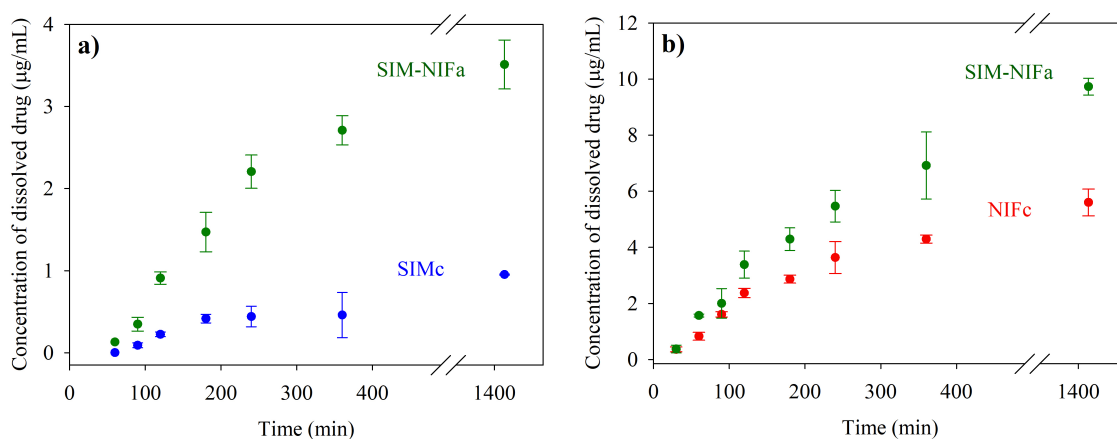 a)
Concentration of dissolved drug (μg/mL)
4
3
2
1
0
SIM-NIFa
SIMc
0
100
200
300
400
1400
Time (min)
b)
Concentration of dissolved drug (μg/mL)
12
10
8
6
4
2
0
SIM-NIFa
NIFc
0
100
200
300
400
1400
Time (min)